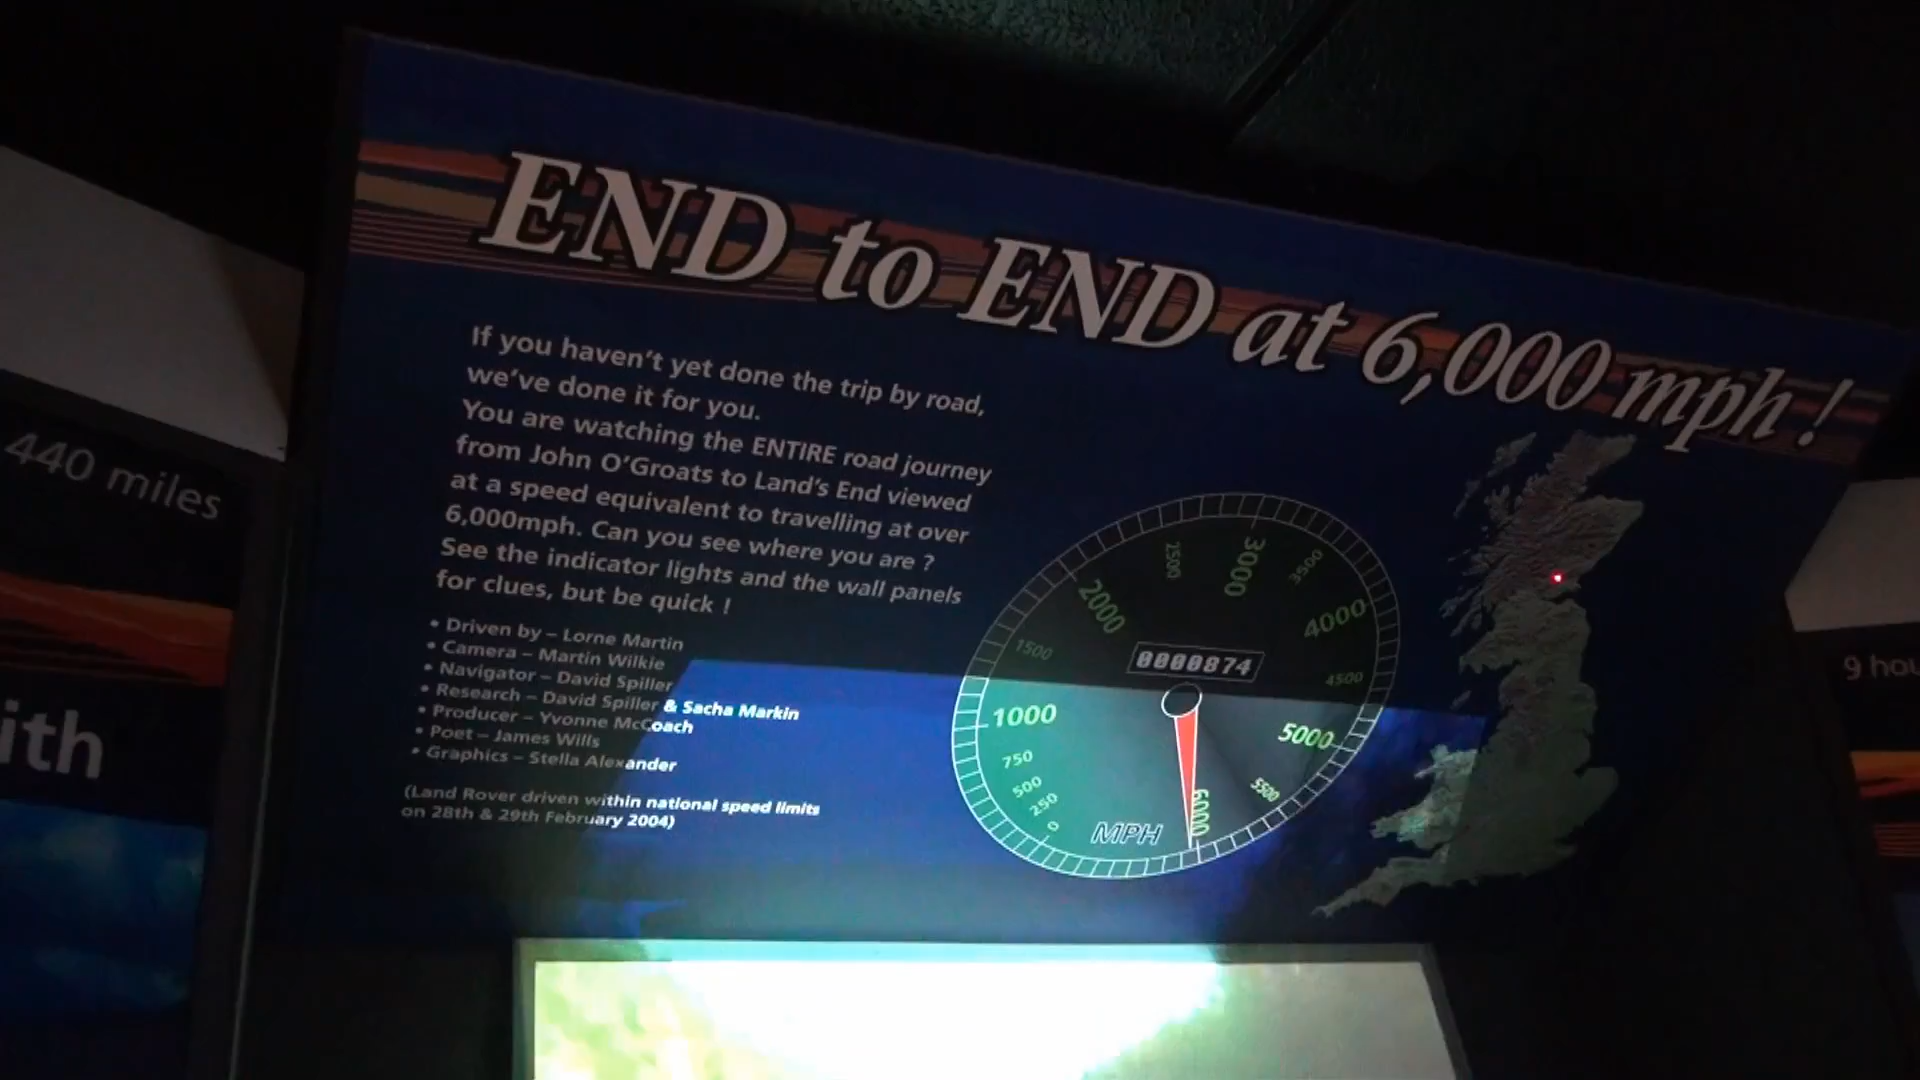 END to END at 6,000 mph !
If you haven't yet done the trip by road,
we've done it for you.
You are watching the ENTIRE road journey
from John O'Groats to Land's End viewed
at a speed equivalent to travelling at over
6,000mph. Can you see where you are ?
See the indicator lights and the wall panels
for clues, but be quick !
• Driven by – Lorne Martin
• Camera – Martin Wilkie
• Navigator – David Spiller
• Research – David Spiller & Sacha Markin
• Producer – Yvonne McCoach
• Poet – James Wills
• Graphics – Stella Alexander
(Land Rover driven within national speed limits
on 28th & 29th February 2004)
0
250
500
750
1000
1500
2000
2500
3000
3500
4000
4500
5000
5500
6000
0000874
MPH
440 miles
ith
9 hou